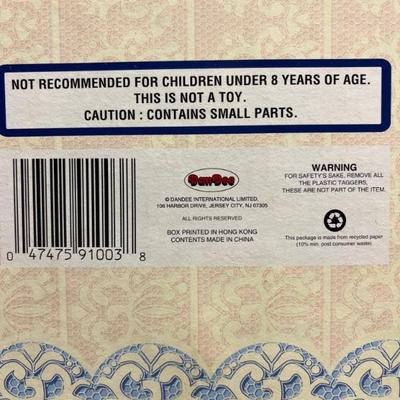 NOT RECOMMENDED FOR CHILDREN UNDER 8 YEARS OF AGE.
THIS IS NOT A TOY.
CAUTION : CONTAINS SMALL PARTS.
0 47475 91003 8
DanDee
© DANDEE INTERNATIONAL LIMITED.
106 HARBOR DRIVE, JERSEY CITY, NJ 07305
ALL RIGHTS RESERVED
BOX PRINTED IN HONG KONG
CONTENTS MADE IN CHINA
WARNING
FOR SAFETY'S SAKE, REMOVE ALL
THE PLASTIC TAGGERS,
THESE ARE NOT PART OF THE ITEM.
This package is made from recycled paper
(10% min. post consumer waste)